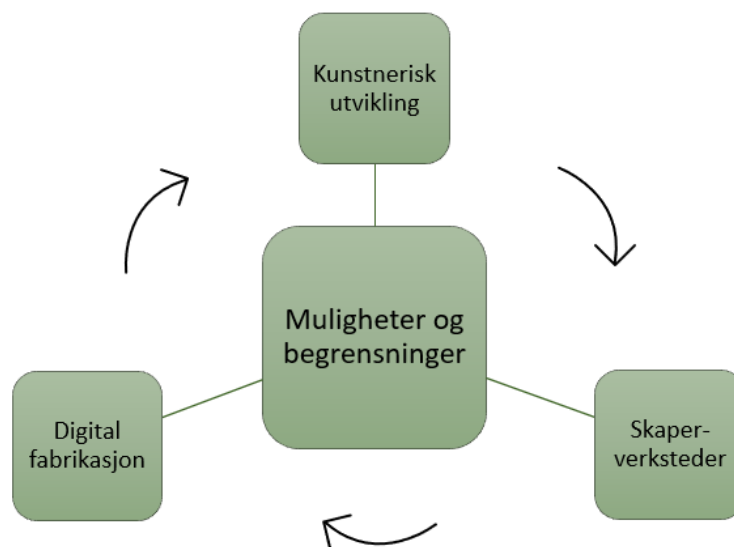 Kunstnerisk
utvikling
Muligheter og
begrensninger
Digital
fabrikasjon
Skaper-
verksteder